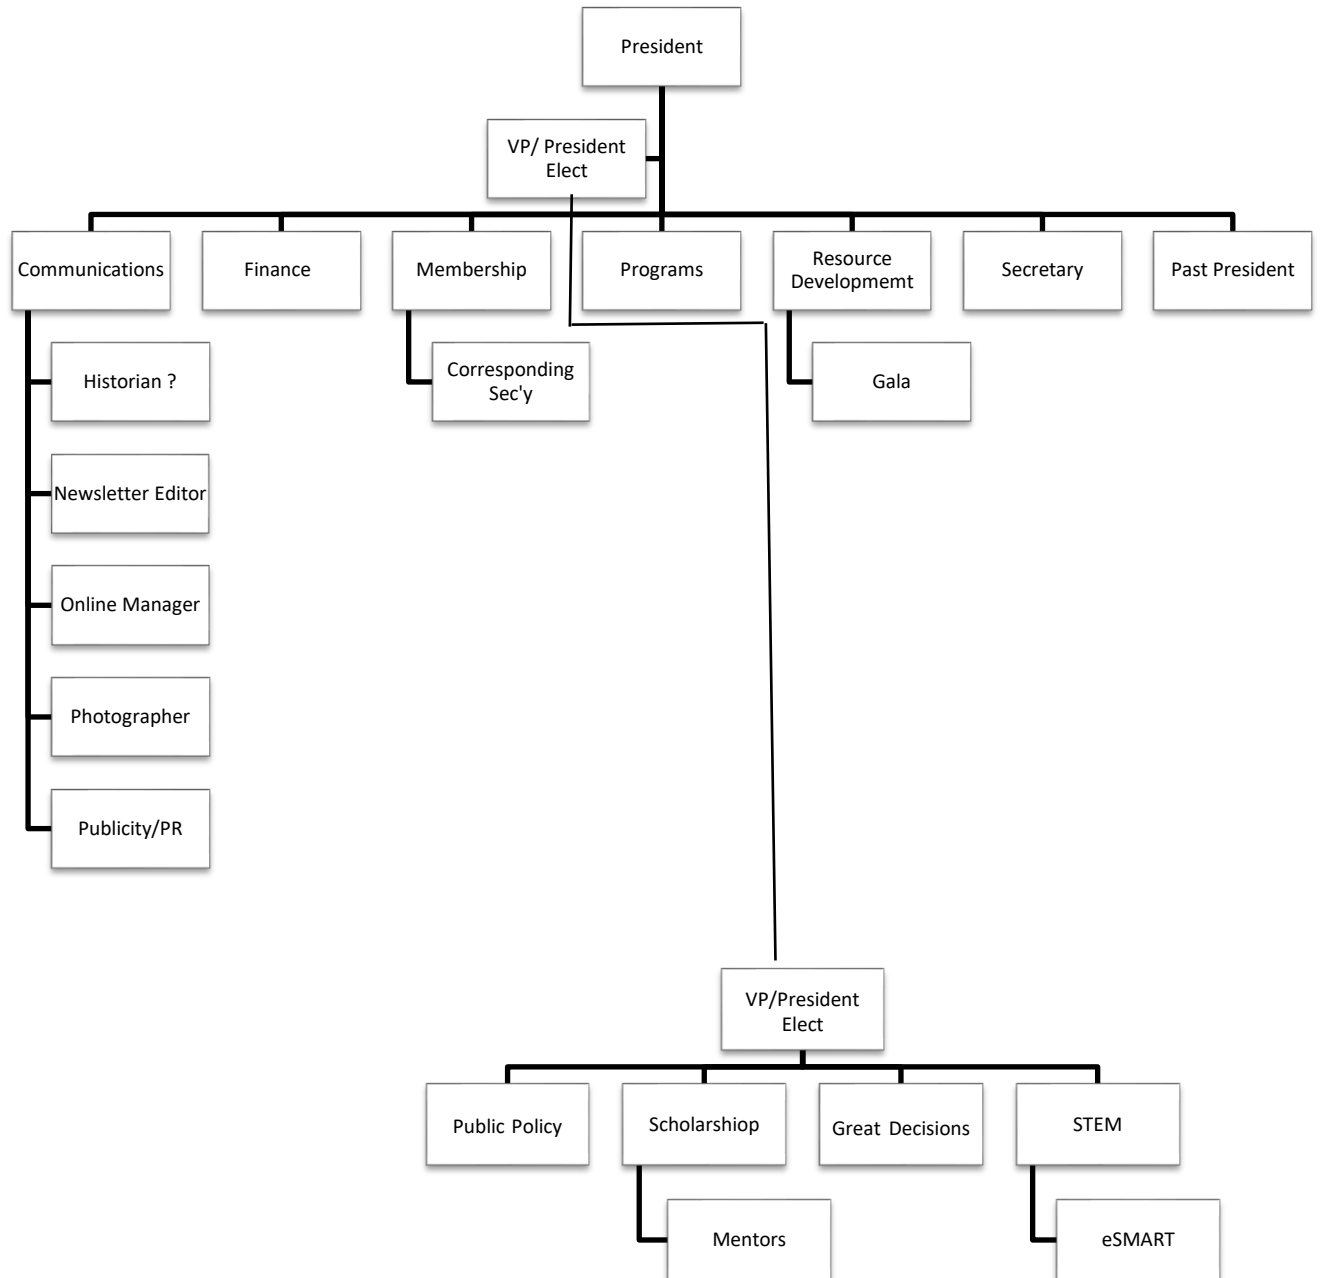 President
VP/ President
Elect
Communications
Finance
Membership
Programs
Resource
Developmemt
Secretary
Past President
Historian ?
Corresponding
Sec'y
Gala
Newsletter Editor
Online Manager
Photographer
Publicity/PR
VP/President
Elect
Public Policy
Scholarshiop
Great Decisions
STEM
Mentors
eSMART